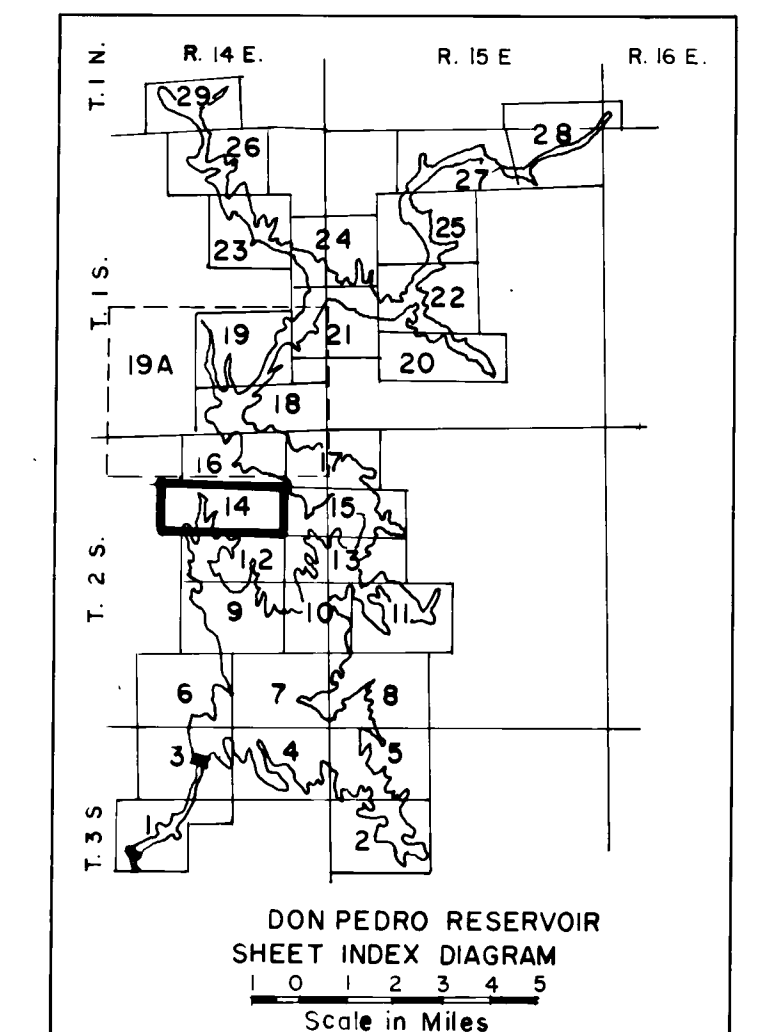 R. 14 E. R. 15 E R. 16 E.
T. 1 N.
29
28
26
27
25
23
24
T. 1 S.
22
19
21
19A
20
18
16
17
14
15
12
13
T. 2 S.
9
10
11
6
7
8
3
4
5
T. 3 S
1
2
DON PEDRO RESERVOIR
SHEET INDEX DIAGRAM
1 0 1 2 3 4 5
Scale in Miles